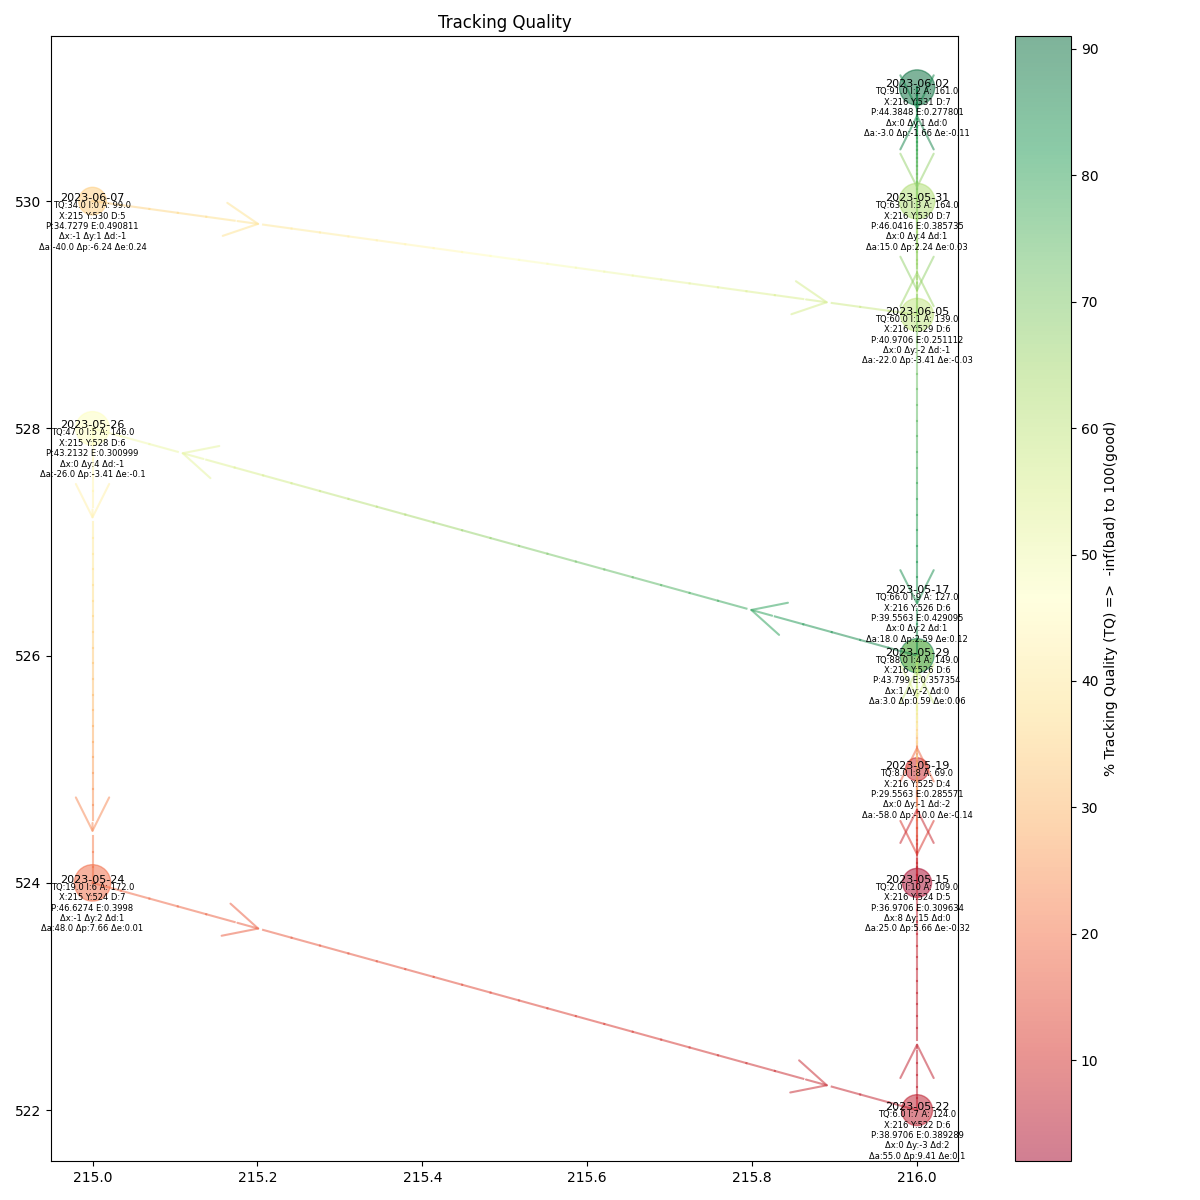 Tracking Quality
2023-06-02
TQ:91.0 I:2 A: 161.0
X:216 Y:531 D:7
P:44.3848 E:0.277801
Δx:0 Δy:1 Δd:0
Δa:-3.0 Δp:-1.66 Δe:-0.11
2023-06-07
TQ:34.0 I:0 A: 99.0
X:215 Y:530 D:5
P:34.7279 E:0.490811
Δx:-1 Δy:1 Δd:-1
Δa:-40.0 Δp:-6.24 Δe:0.24
2023-05-31
TQ:63.0 I:3 A: 164.0
X:216 Y:530 D:7
P:46.0416 E:0.385735
Δx:0 Δy:4 Δd:1
Δa:15.0 Δp:2.24 Δe:0.03
2023-06-05
TQ:60.0 I:1 A: 139.0
X:216 Y:529 D:6
P:40.9706 E:0.251112
Δx:0 Δy:-2 Δd:-1
Δa:-22.0 Δp:-3.41 Δe:-0.03
2023-05-26
TQ:47.0 I:5 A: 146.0
X:215 Y:528 D:6
P:43.2132 E:0.300999
Δx:0 Δy:4 Δd:-1
Δa:-26.0 Δp:-3.41 Δe:-0.1
2023-05-17
TQ:66.0 I:9 A: 127.0
X:216 Y:526 D:6
P:39.5563 E:0.429095
Δx:0 Δy:2 Δd:1
Δa:18.0 Δp:2.59 Δe:0.12
2023-05-29
TQ:88.0 I:4 A: 149.0
X:216 Y:526 D:6
P:43.799 E:0.357354
Δx:1 Δy:-2 Δd:0
Δa:3.0 Δp:0.59 Δe:0.06
2023-05-19
TQ:8.0 I:8 A: 69.0
X:216 Y:525 D:4
P:29.5563 E:0.285571
Δx:0 Δy:-1 Δd:-2
Δa:-58.0 Δp:-10.0 Δe:-0.14
2023-05-24
TQ:19.0 I:6 A: 172.0
X:215 Y:524 D:7
P:46.6274 E:0.3998
Δx:-1 Δy:2 Δd:1
Δa:48.0 Δp:7.66 Δe:0.01
2023-05-15
TQ:2.0 I:10 A: 109.0
X:216 Y:524 D:5
P:36.9706 E:0.309634
Δx:8 Δy:15 Δd:0
Δa:25.0 Δp:5.66 Δe:-0.32
2023-05-22
TQ:6.0 I:7 A: 124.0
X:216 Y:522 D:6
P:38.9706 E:0.389289
Δx:0 Δy:-3 Δd:2
Δa:55.0 Δp:9.41 Δe:0.1
530
528
526
524
522
215.0 215.2 215.4 215.6 215.8 216.0
90
80
70
60
50
40
30
20
10
% Tracking Quality (TQ) => -inf(bad) to 100(good)